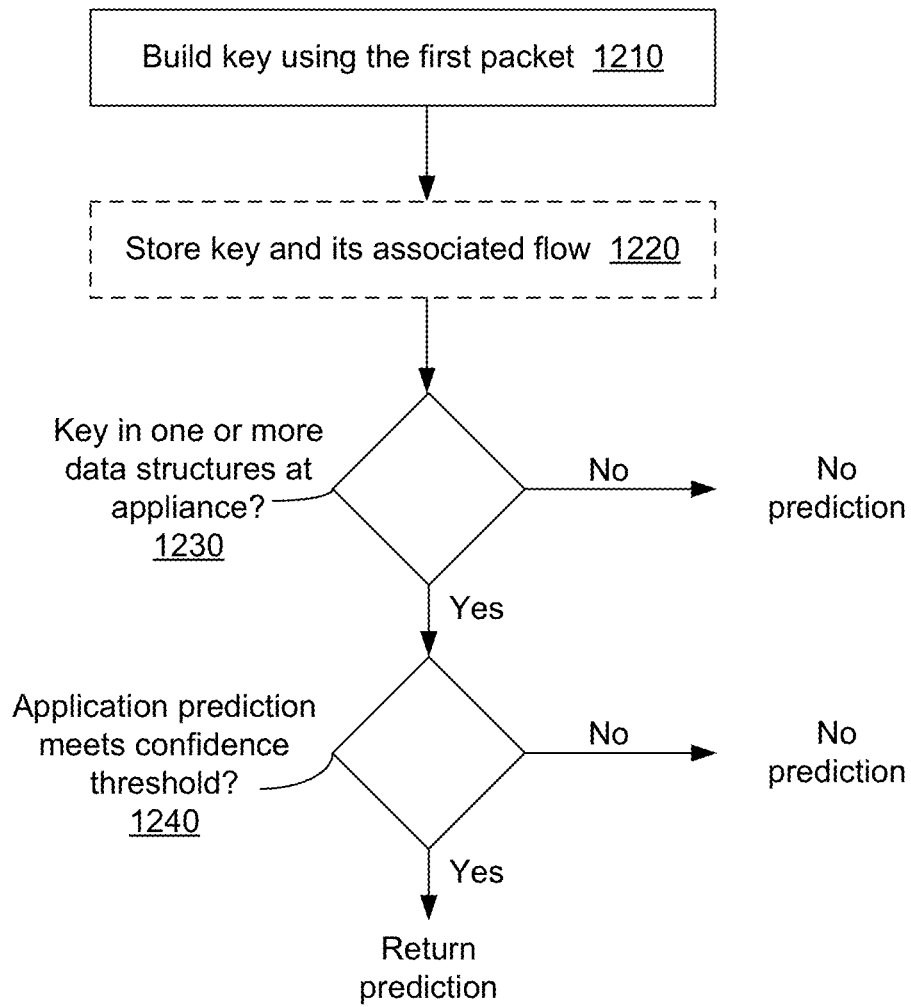 Build key using the first packet 1210
Store key and its associated flow 1220
Key in one or more
data structures at
appliance?
1230
No
No
prediction
Yes
Application prediction
meets confidence
threshold?
1240
No
No
prediction
Yes
Return
prediction